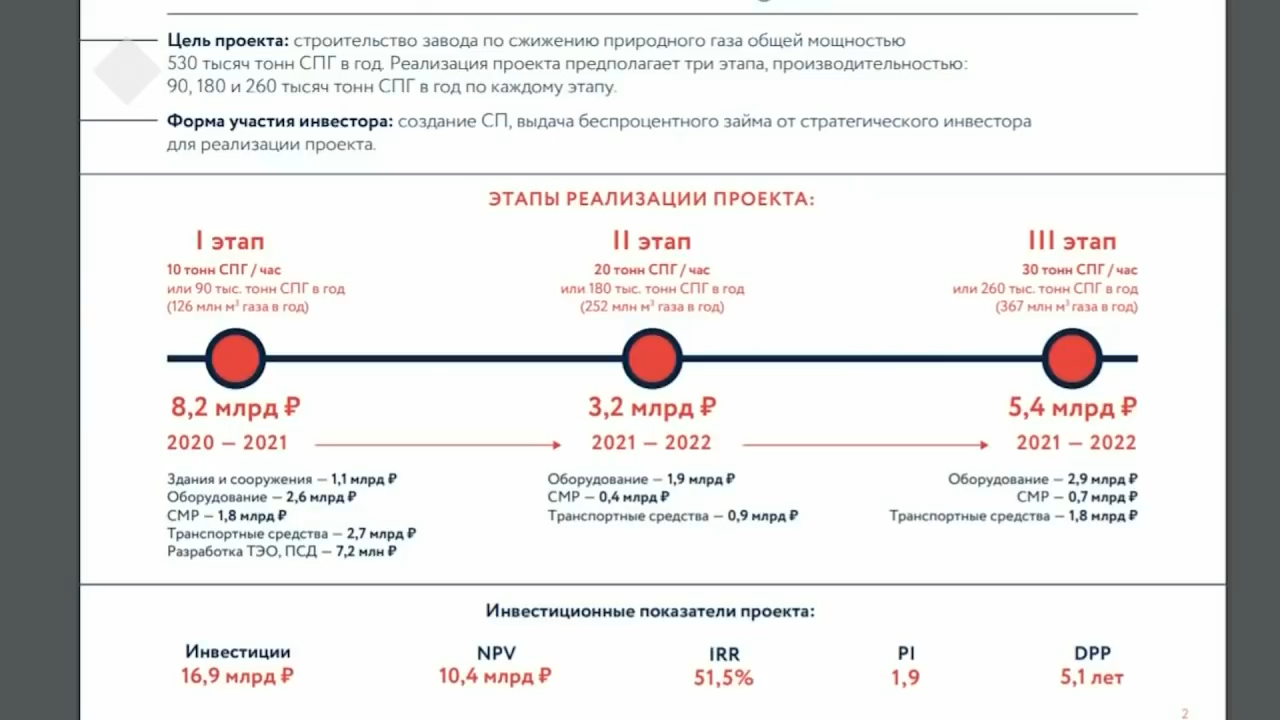 Цель проекта: строительство завода по сжижению природного газа общей мощностью
530 тысяч тонн СПГ в год. Реализация проекта предполагает три этапа, производительностью:
90, 180 и 260 тысяч тонн СПГ в год по каждому этапу.
Форма участия инвестора: создание СП, выдача беспроцентного займа от стратегического инвестора
для реализации проекта.
ЭТАПЫ РЕАЛИЗАЦИИ ПРОЕКТА:
I этап
10 тонн СПГ / час
или 90 тыс. тонн СПГ в год
(126 млн м³ газа в год)
8,2 млрд ₽
2020 – 2021
Здания и сооружения – 1,1 млрд ₽
Оборудование – 2,6 млрд ₽
СМР – 1,8 млрд ₽
Транспортные средства – 2,7 млрд ₽
Разработка ТЭО, ПСД – 7,2 млн ₽
II этап
20 тонн СПГ / час
или 180 тыс. тонн СПГ в год
(252 млн м³ газа в год)
3,2 млрд ₽
2021 – 2022
Оборудование – 1,9 млрд ₽
СМР – 0,4 млрд ₽
Транспортные средства – 0,9 млрд ₽
III этап
30 тонн СПГ / час
или 260 тыс. тонн СПГ в год
(367 млн м³ газа в год)
5,4 млрд ₽
2021 – 2022
Оборудование – 2,9 млрд ₽
СМР – 0,7 млрд ₽
Транспортные средства – 1,8 млрд ₽
Инвестиционные показатели проекта:
Инвестиции
16,9 млрд ₽
NPV
10,4 млрд ₽
IRR
51,5%
PI
1,9
DPP
5,1 лет
2